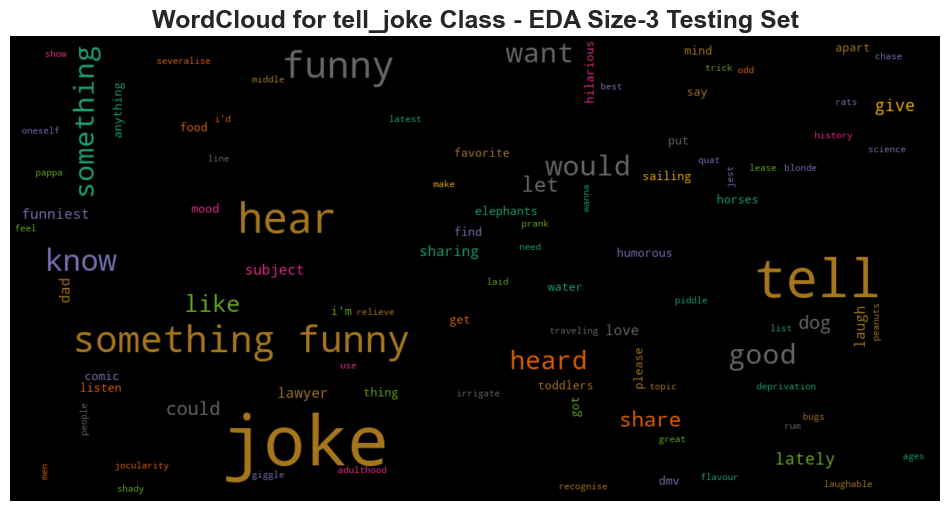 WordCloud for tell_joke Class - EDA Size-3 Testing Set
show
severalise
middle
funny
want
hilarious
mind
trick
odd
apart
chase
something
anything
best
say
rats
give
oneself
food
i'd
latest
history
line
favorite
put
science
pappa
would
quat
jest
lease
blonde
make
let
wanna
sailing
funniest
mood
hear
elephants
horses
feel
prank
find
know
sharing
need
humorous
subject
tell
dad
laid
water
like
i'm
relieve
piddle
get
traveling
love
list
dog
laugh
peanuts
something funny
heard
good
use
please
comic
listen
lawyer
thing
irrigate
toddlers
topic
deprivation
people
could
got
share
bugs
rum
joke
great
men
jocularity
giggle
adulthood
lately
ages
shady
recognise
dmv
flavour
laughable